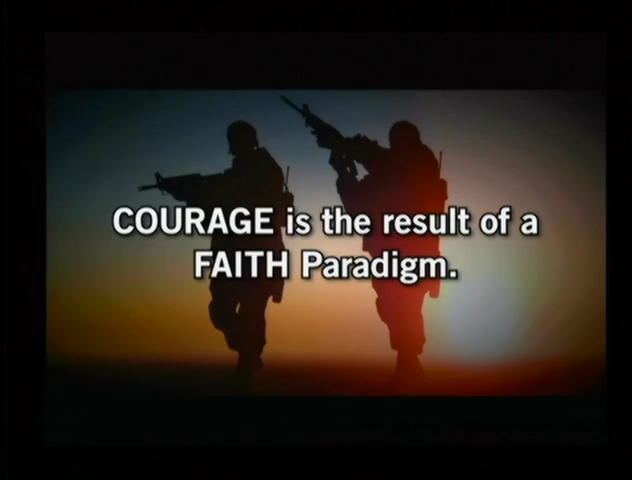 COURAGE is the result of a
FAITH Paradigm.